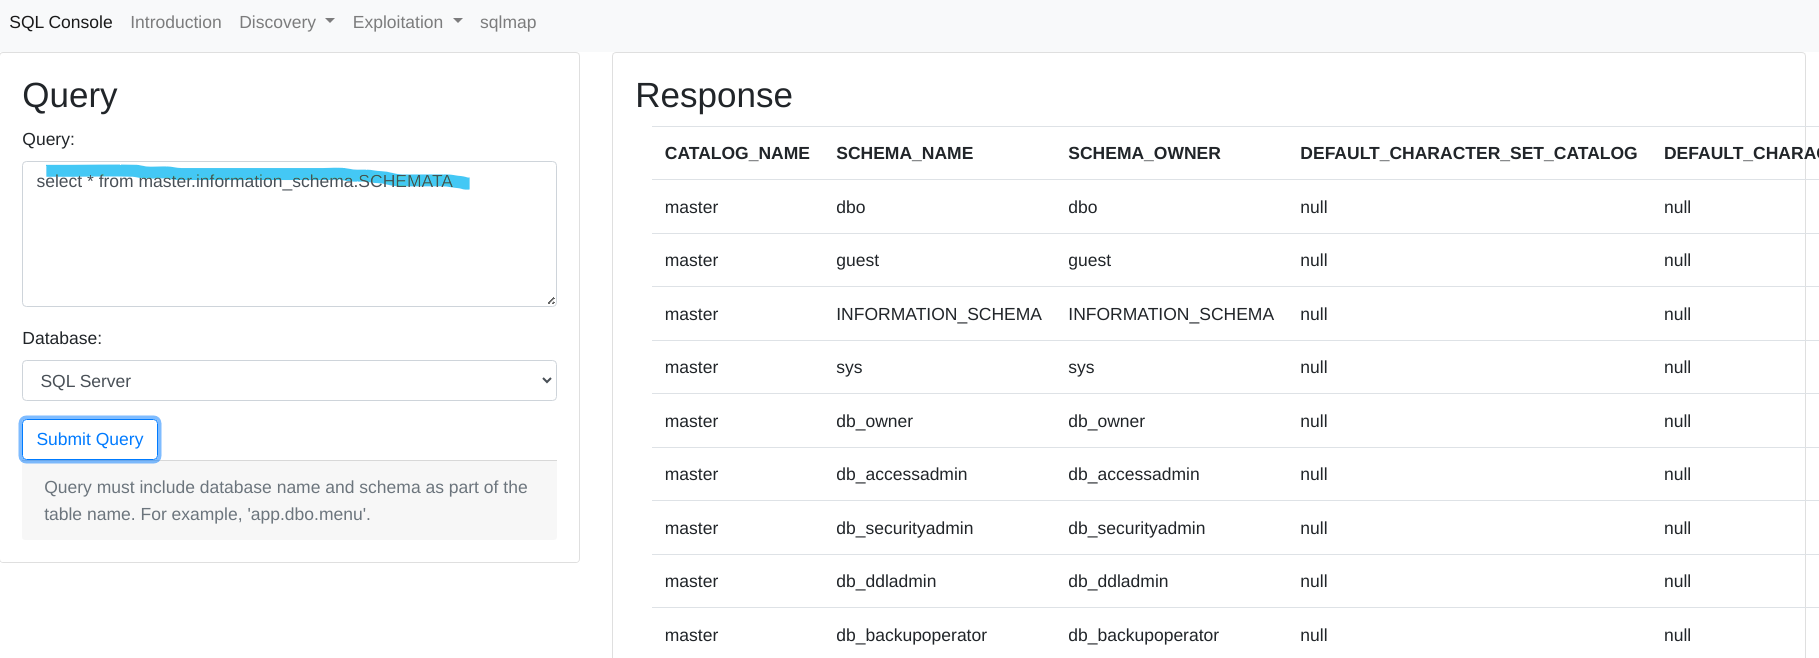 SQL Console Introduction Discovery Exploitation sqlmap
Query
Query:
select * from master.information_schema.SCHEMATA
Database:
SQL Server
Submit Query
Query must include database name and schema as part of the
table name. For example, 'app.dbo.menu'.
Response
CATALOG_NAME SCHEMA_NAME SCHEMA_OWNER DEFAULT_CHARACTER_SET_CATALOG DEFAULT_CHARAC
master dbo dbo null null
master guest guest null null
master INFORMATION_SCHEMA INFORMATION_SCHEMA null null
master sys sys null null
master db_owner db_owner null null
master db_accessadmin db_accessadmin null null
master db_securityadmin db_securityadmin null null
master db_ddladmin db_ddladmin null null
master db_backupoperator db_backupoperator null null